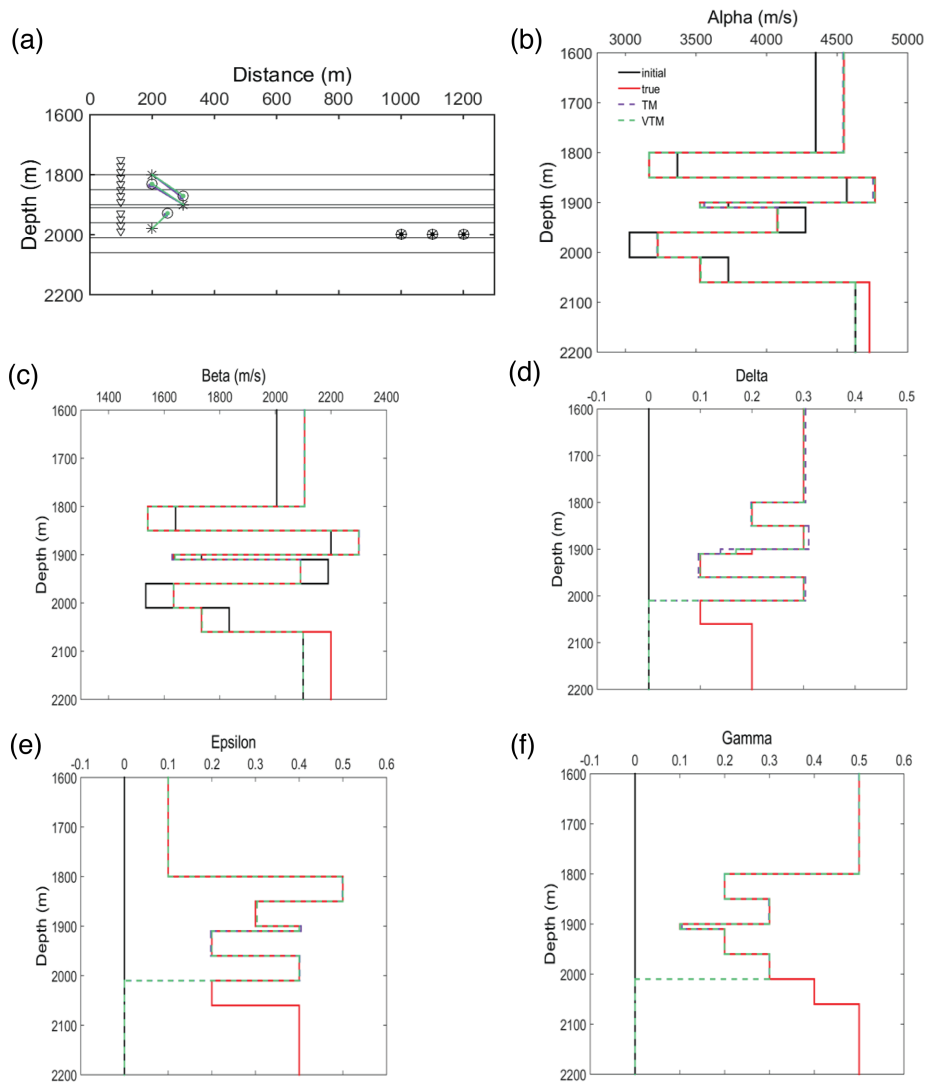 (a)
Distance (m)
0 200 400 600 800 1000 1200
Depth (m)
1600
1800
2000
2200
(b)
Alpha (m/s)
3000 3500 4000 4500 5000
Depth (m)
1600
1700
1800
1900
2000
2100
2200
initial
true
TM
VTM
(c)
Beta (m/s)
1400 1600 1800 2000 2200 2400
Depth (m)
1600
1700
1800
1900
2000
2100
2200
(d)
Delta
-0.1 0 0.1 0.2 0.3 0.4 0.5
Depth (m)
1600
1700
1800
1900
2000
2100
2200
(e)
Epsilon
-0.1 0 0.1 0.2 0.3 0.4 0.5 0.6
Depth (m)
1600
1700
1800
1900
2000
2100
2200
(f)
Gamma
-0.1 0 0.1 0.2 0.3 0.4 0.5 0.6
Depth (m)
1600
1700
1800
1900
2000
2100
2200